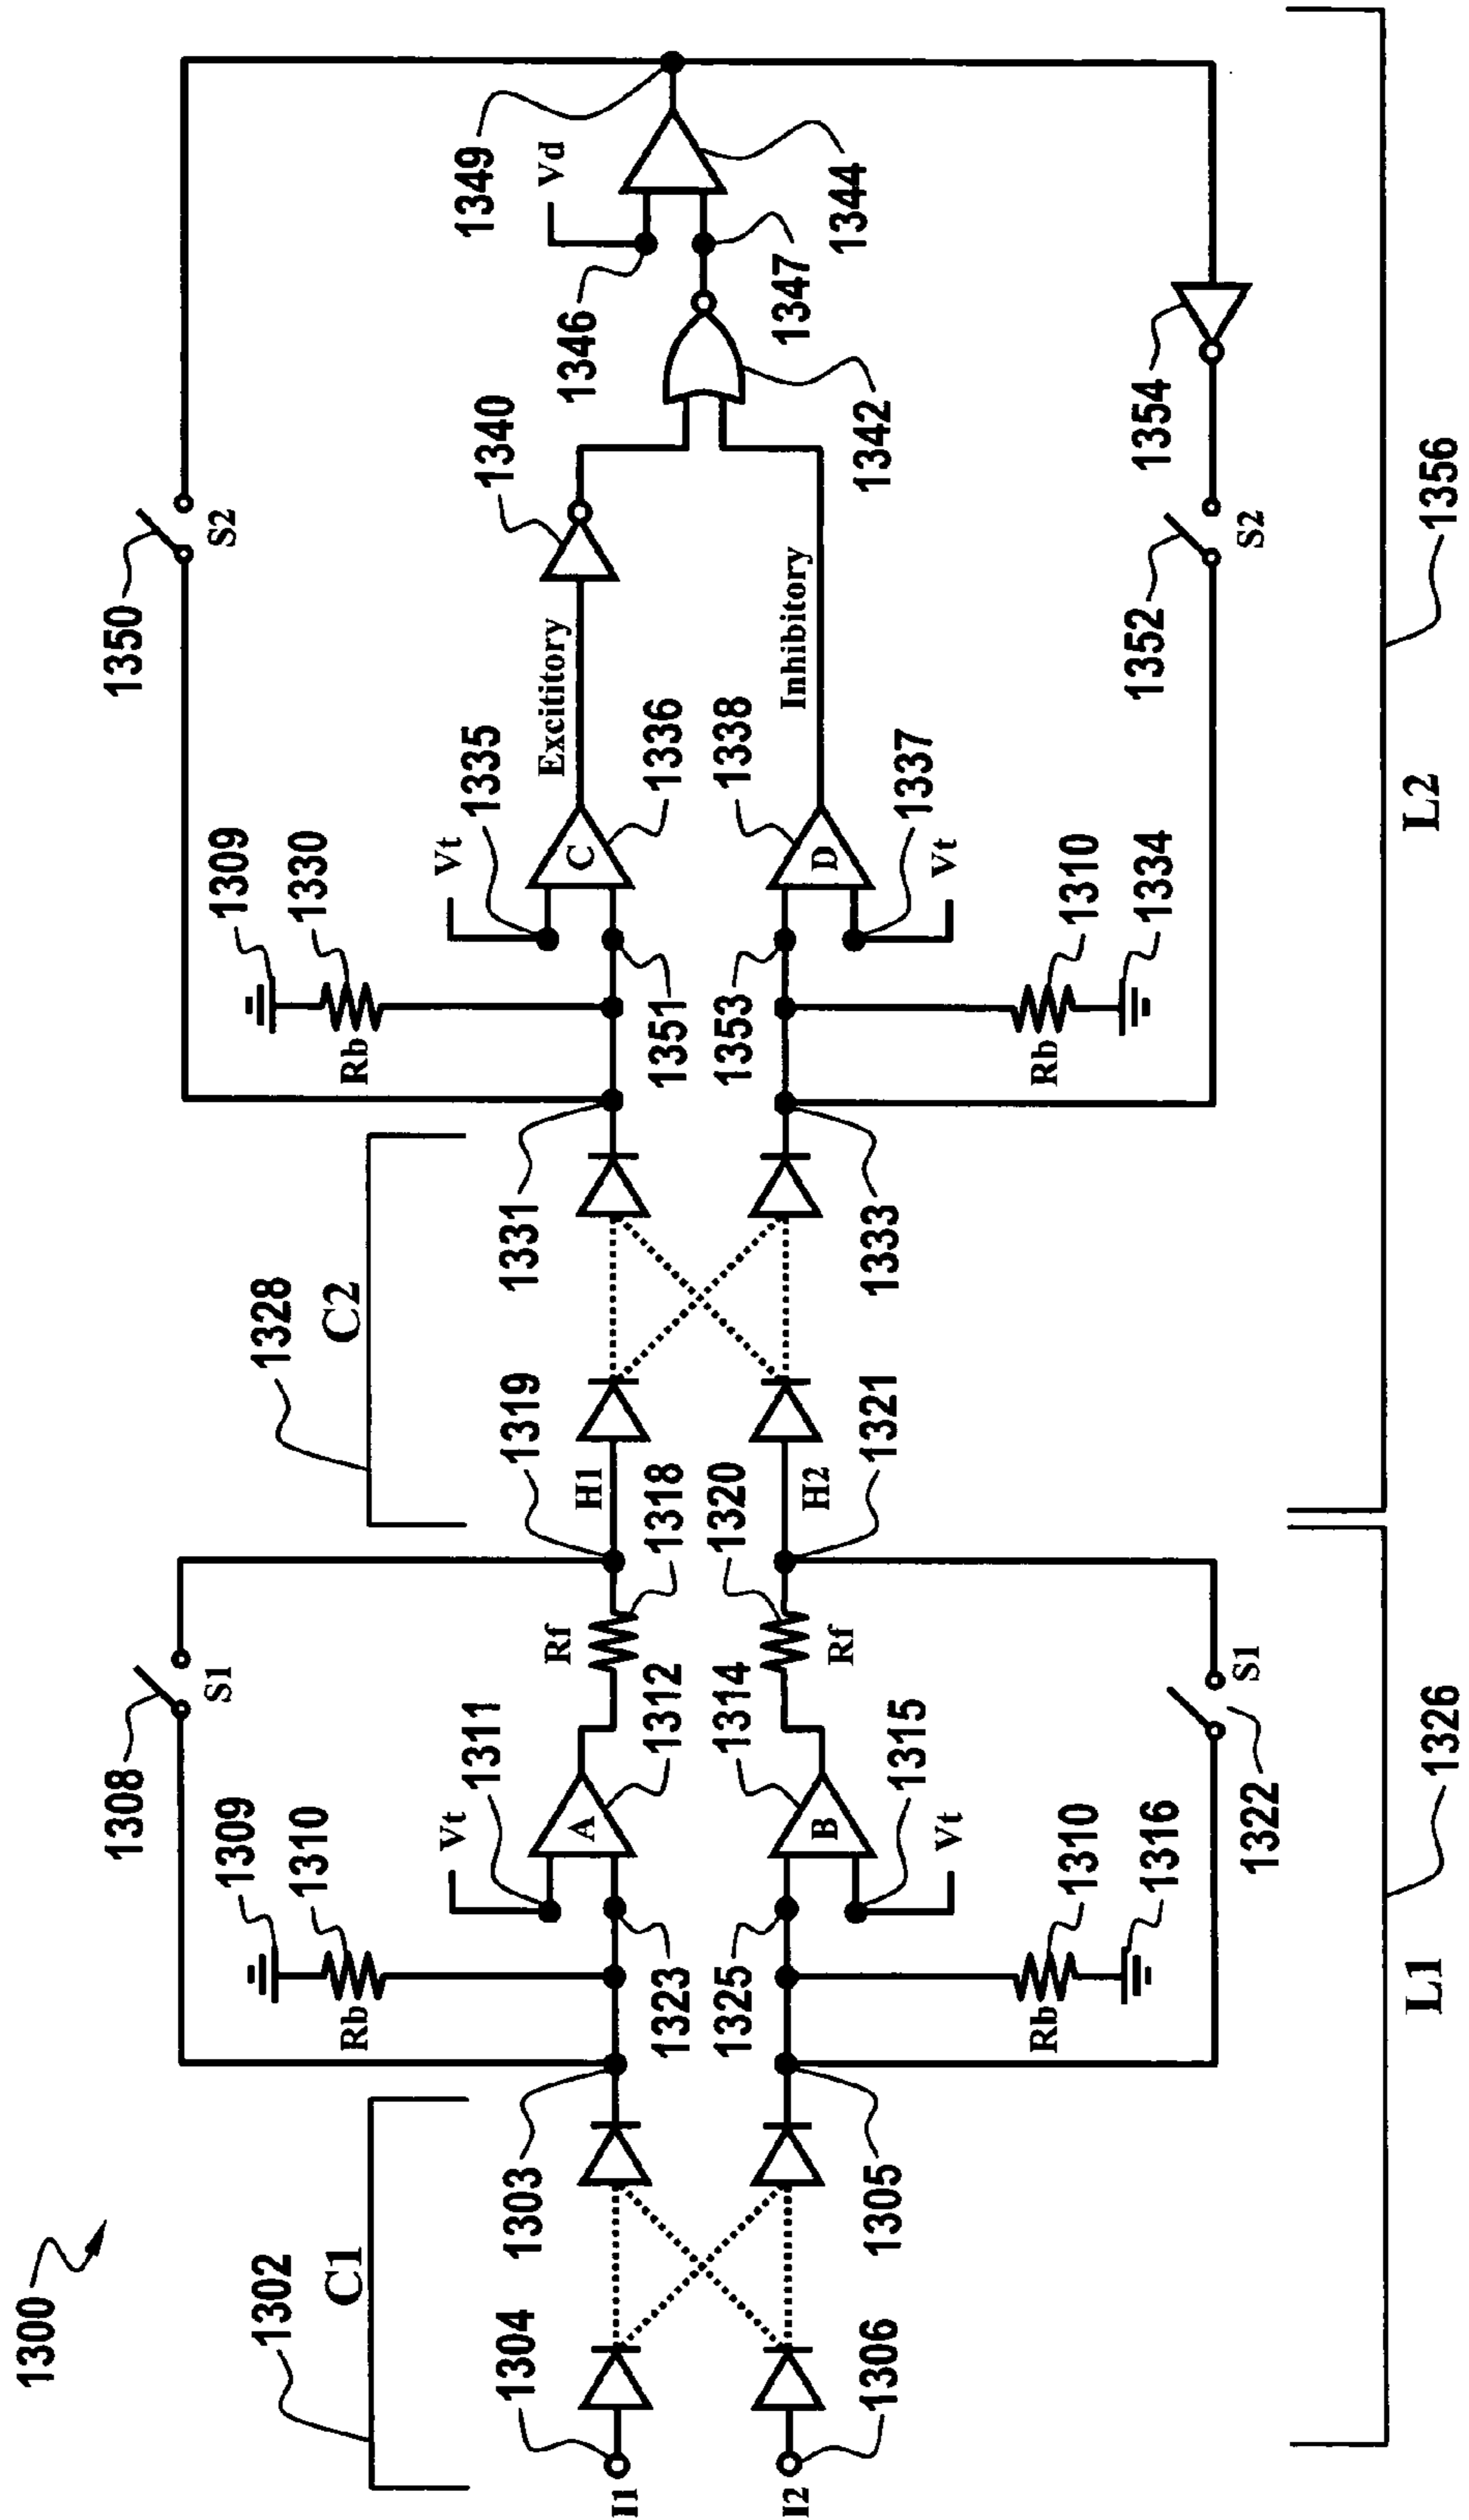 1300
1302
C1
1304
1303
I1
I2
1306
1305
1308
S1
1309
1310
Rb
1311
Vt
A
1312
1323
1325
1314
B
1315
Vt
Rb
1310
1316
S1
1322
Rf
1318
1319
H1
1320
Rf
1321
H2
L1
1326
1328
C2
1331
1333
1309
1330
Rb
1335
Vt
C
1336
1351
1353
1338
D
1337
Vt
Rb
1310
1334
1350
S2
Excititory
1340
Inhibitory
1342
1346
1347
Vd
1349
1344
1354
1352
S2
L2
1356